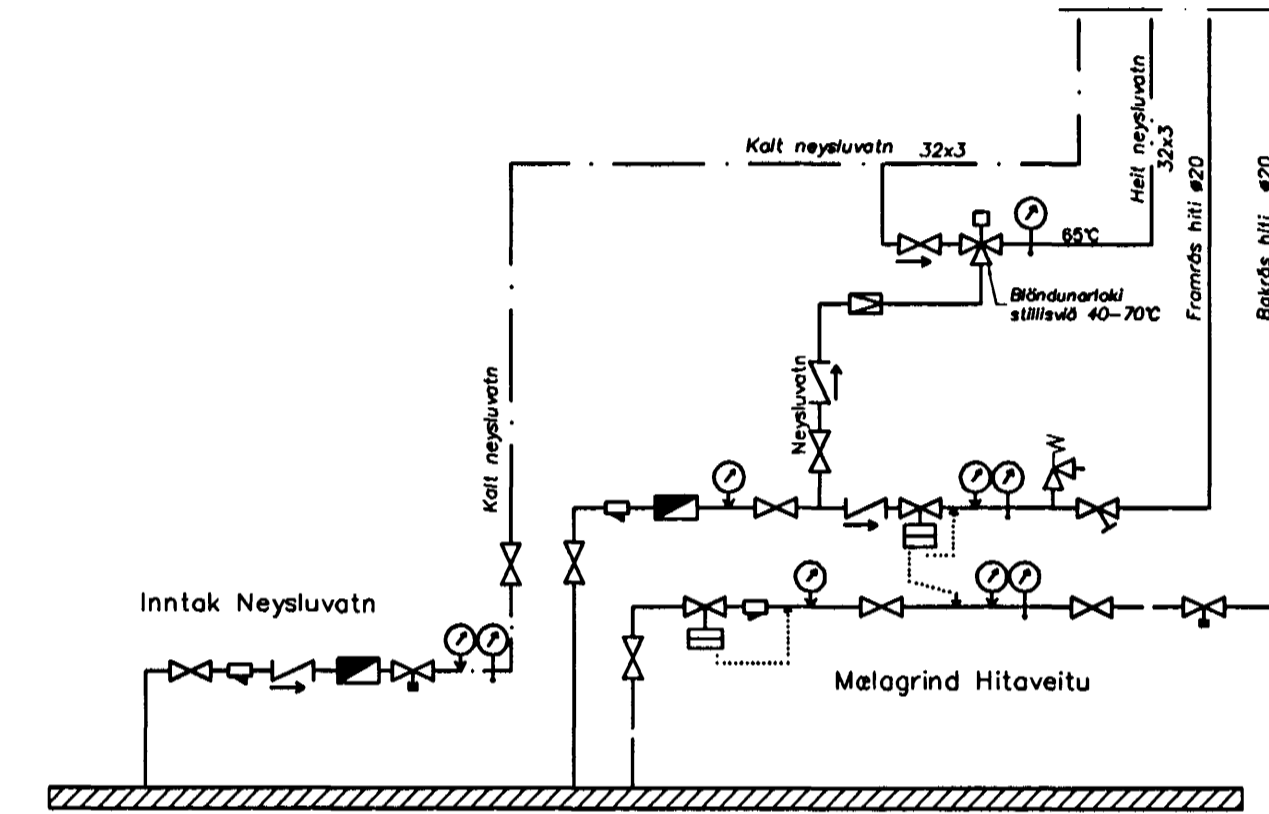 Kalt neysluvatn 32x3
Heit neysluvatn
32x3
Framrás hiti ø20
Bakrás hiti ø20
65°C
Blöndunarloki
stillisvið 40-70°C
Neysluvatn
Kalt neysluvatn
Inntak Neysluvatn
Mælagrind Hitaveitu